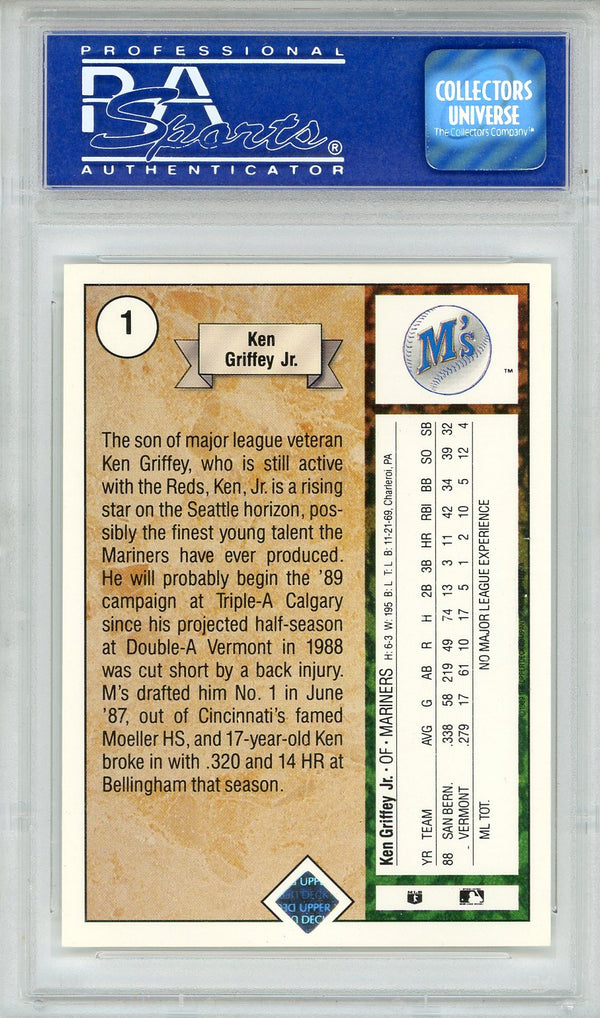 PROFESSIONAL
PSA
Sports®
AUTHENTICATOR
COLLECTORS
UNIVERSE
The Collectors Company™
1
Ken
Griffey Jr.
The son of major league veteran
Ken Griffey, who is still active
with the Reds, Ken, Jr. is a rising
star on the Seattle horizon, pos-
sibly the finest young talent the
Mariners have ever produced.
He will probably begin the '89
campaign at Triple-A Calgary
since his projected half-season
at Double-A Vermont in 1988
was cut short by a back injury.
M's drafted him No. 1 in June
'87, out of Cincinnati's famed
Moeller HS, and 17-year-old Ken
broke in with .320 and 14 HR at
Bellingham that season.
M's
™
Ken Griffey Jr. • OF • MARINERS H: 6-3 W: 195 B: L T: L B: 11-21-69, Charleroi, PA
YR TEAM AVG G AB R H 2B 3B HR RBI BB SO SB
88 SAN BERN. .338 58 219 49 74 13 3 11 42 34 39 32
- VERMONT .279 17 61 10 17 5 1 2 10 5 12 4
ML TOT. NO MAJOR LEAGUE EXPERIENCE
UPPER
DECK
UPPER
DECK